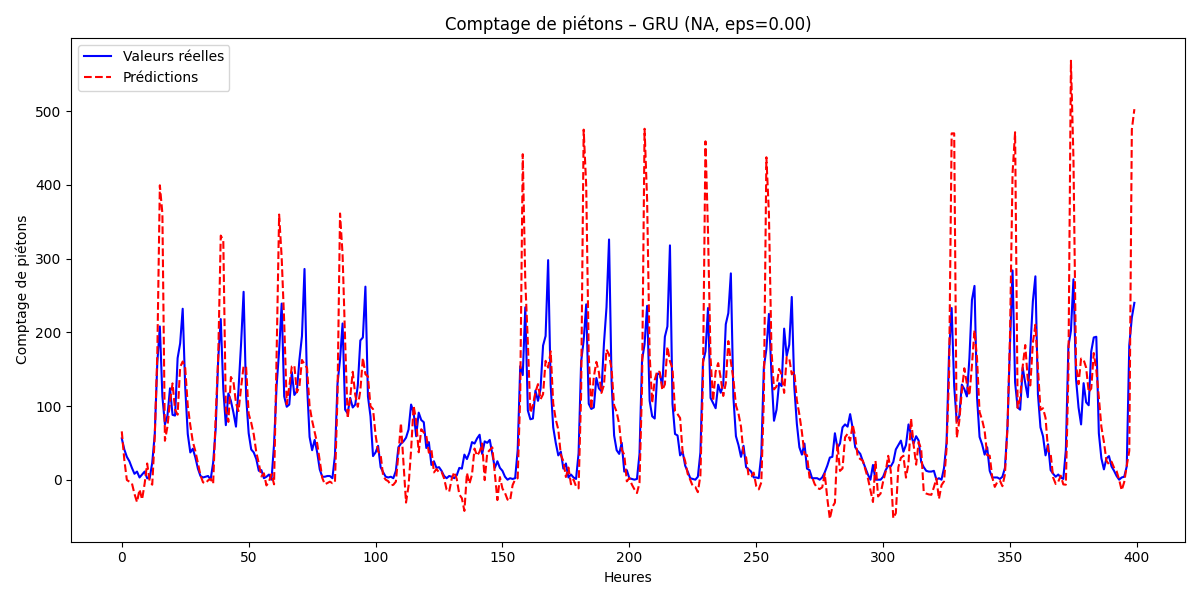 Comptage de piétons – GRU (NA, eps=0.00)
Valeurs réelles
Prédictions
Comptage de piétons
500
400
300
200
100
0
0 50 100 150 200 250 300 350 400
Heures